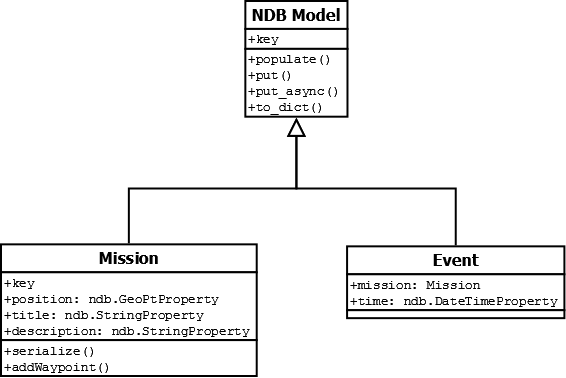 NDB Model
+key
+populate()
+put()
+put_async()
+to_dict()
Mission
+key
+position: ndb.GeoPtProperty
+title: ndb.StringProperty
+description: ndb.StringProperty
+serialize()
+addWaypoint()
Event
+mission: Mission
+time: ndb.DateTimeProperty